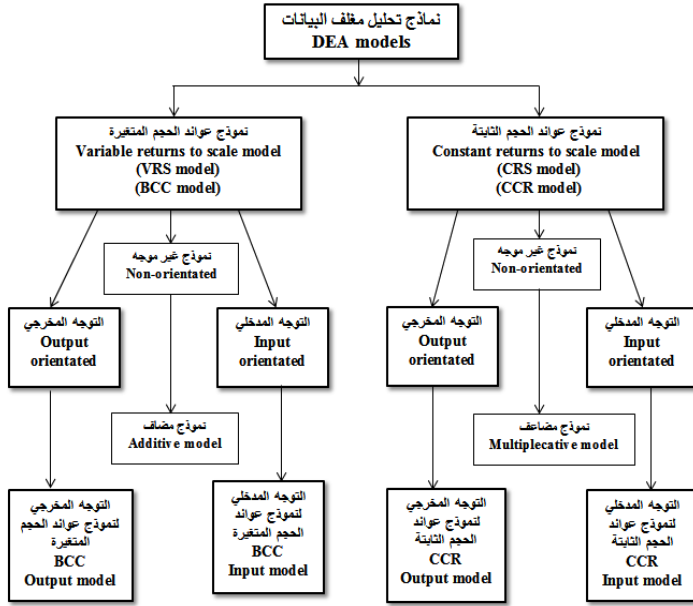 نماذج تحليل مغلف البيانات
DEA models
نموذج عوائد الحجم المتغيرة
Variable returns to scale model
(VRS model)
(BCC model)
نموذج عوائد الحجم الثابتة
Constant returns to scale model
(CRS model)
(CCR model)
نموذج غير موجه
Non-orientated
نموذج غير موجه
Non-orientated
التوجه المخرجي
Output
orientated
التوجه المدخلي
Input
orientated
التوجه المخرجي
Output
orientated
التوجه المدخلي
Input
orientated
نموذج مضاف
Additive model
نموذج مضاعف
Multiplecative model
التوجه المخرجي
لنموذج عوائد الحجم
المتغيرة
BCC
Output model
التوجه المدخلي
لنموذج عوائد
الحجم المتغيرة
BCC
Input model
التوجه المخرجي
لنموذج عوائد
الحجم الثابتة
CCR
Output model
التوجه المدخلي
لنموذج عوائد
الحجم الثابتة
CCR
Input model